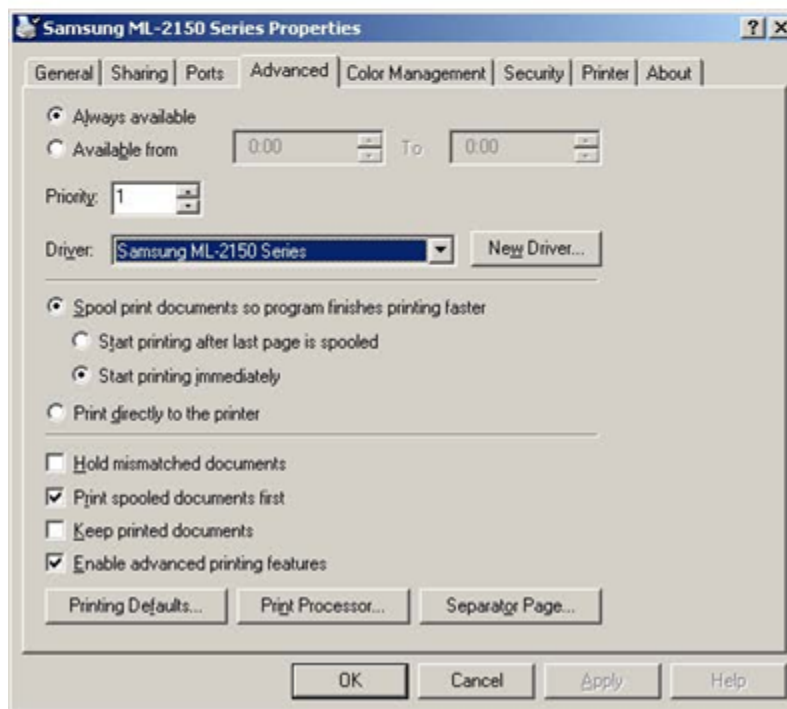 Samsung ML-2150 Series Properties
General Sharing Ports Advanced Color Management Security Printer About
Always available
Available from 0:00 To 0:00
Priority: 1
Driver: Samsung ML-2150 Series New Driver...
Spool print documents so program finishes printing faster
Start printing after last page is spooled
Start printing immediately
Print directly to the printer
Hold mismatched documents
Print spooled documents first
Keep printed documents
Enable advanced printing features
Printing Defaults... Print Processor... Separator Page...
OK Cancel Apply Help